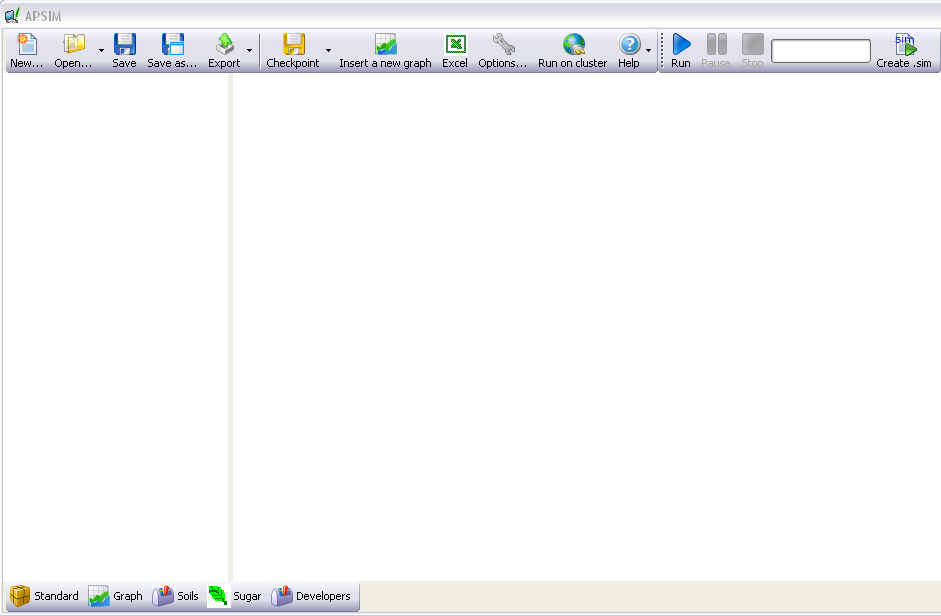 APSIM
New... Open... Save Save as... Export Checkpoint Insert a new graph Excel Options... Run on cluster Help Run Pause Stop Sim Create .sim
Standard Graph Soils Sugar Developers